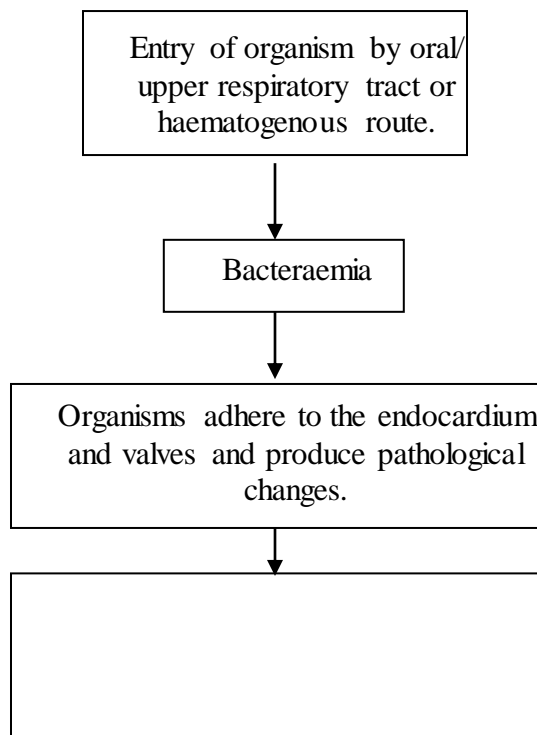 Entry of organism by oral/
upper respiratory tract or
haematogenous route.
Bacteraemia
Organisms adhere to the endocardium
and valves and produce pathological
changes.